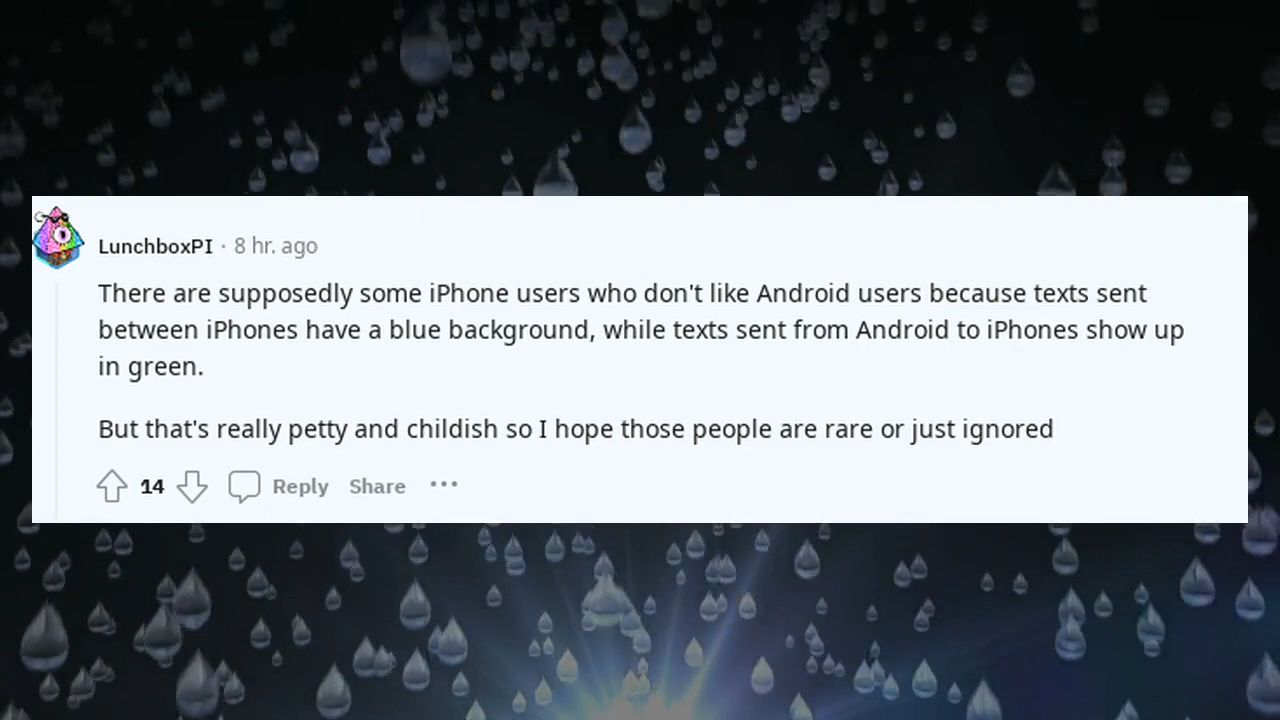 LunchboxPI · 8 hr. ago
There are supposedly some iPhone users who don't like Android users because texts sent
between iPhones have a blue background, while texts sent from Android to iPhones show up
in green.
But that's really petty and childish so I hope those people are rare or just ignored
14 Reply Share ···